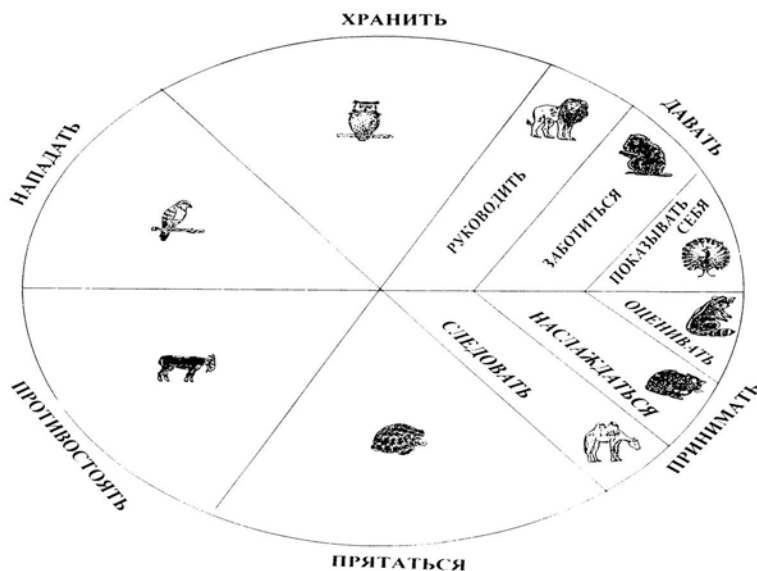 ХРАНИТЬ
ДАВАТЬ
НАПАДАТЬ
РУКОВОДИТЬ
ЗАБОТИТЬСЯ
ПОКАЗЫВАТЬ
СЕБЯ
ОЦЕНИВАТЬ
НАСЛАЖДАТЬСЯ
СЛЕДОВАТЬ
ПРОТИВОСТОЯТЬ
ПРИНИМАТЬ
ПРЯТАТЬСЯ